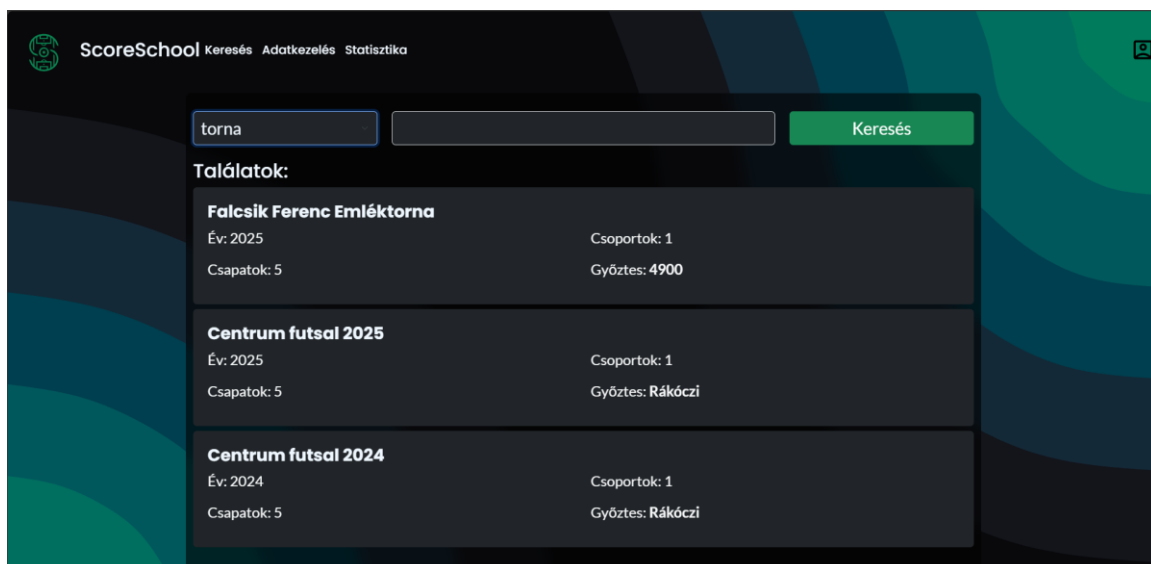 ScoreSchool Keresés Adatkezelés Statisztika
torna Keresés
Találatok:
Falcsik Ferenc Emléktorna
Év: 2025 Csoportok: 1
Csapatok: 5 Győztes: 4900
Centrum futsal 2025
Év: 2025 Csoportok: 1
Csapatok: 5 Győztes: Rákóczi
Centrum futsal 2024
Év: 2024 Csoportok: 1
Csapatok: 5 Győztes: Rákóczi